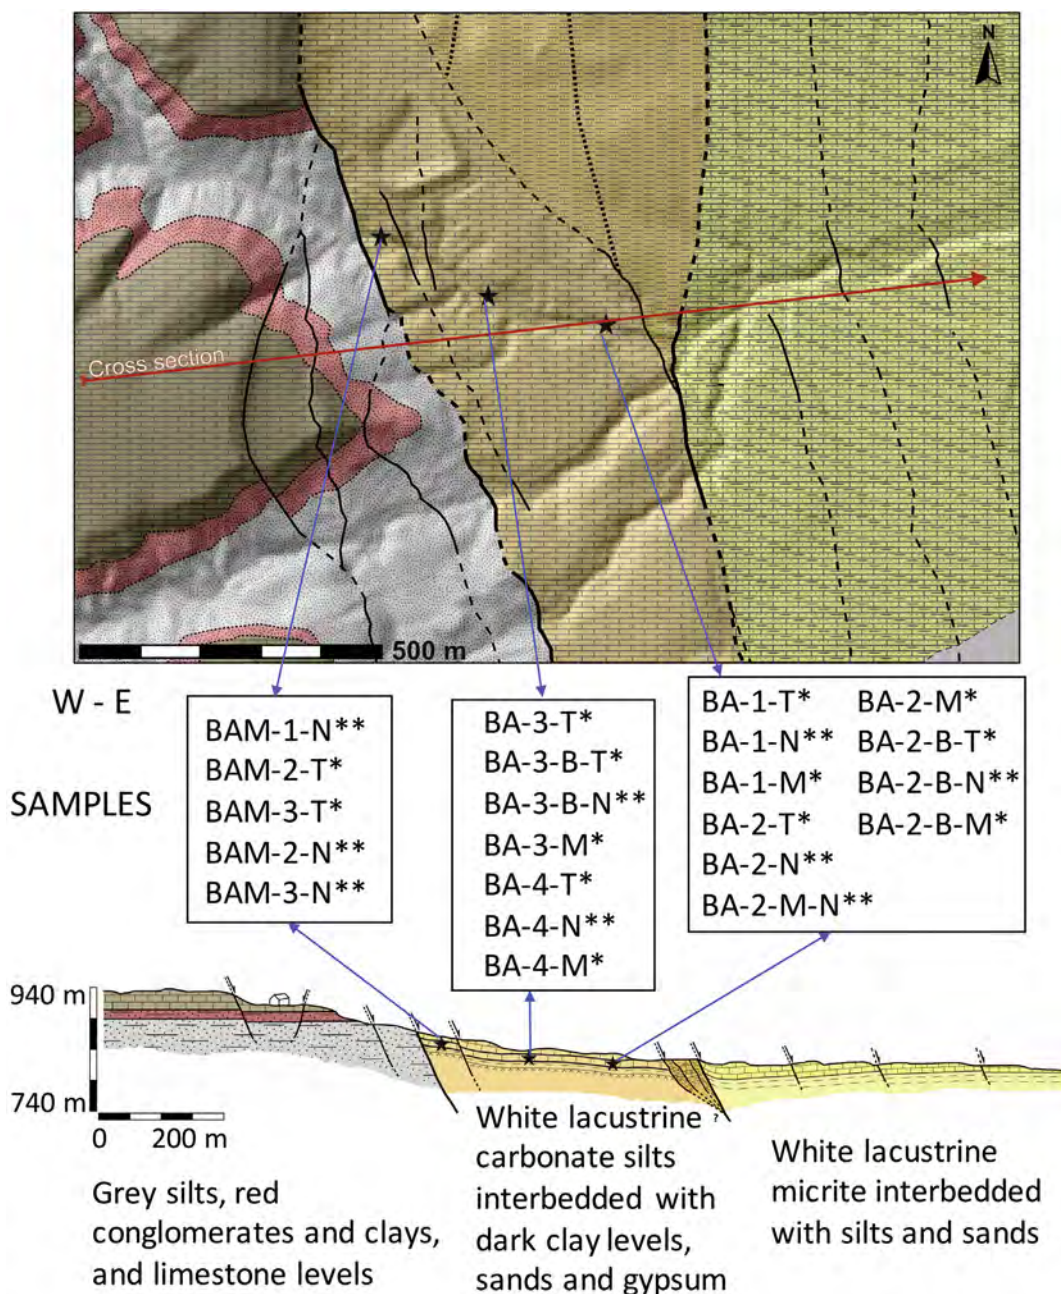 N
Cross section
500 m
W - E
SAMPLES
BAM-1-N**
BAM-2-T*
BAM-3-T*
BAM-2-N**
BAM-3-N**
BA-3-T*
BA-3-B-T*
BA-3-B-N**
BA-3-M*
BA-4-T*
BA-4-N**
BA-4-M*
BA-1-T* BA-2-M*
BA-1-N** BA-2-B-T*
BA-1-M* BA-2-B-N**
BA-2-T* BA-2-B-M*
BA-2-N**
BA-2-M-N**
940 m
740 m
0 200 m
?
Grey silts, red
conglomerates and clays,
and limestone levels
White lacustrine
carbonate silts
interbedded with
dark clay levels,
sands and gypsum
White lacustrine
micrite interbedded
with silts and sands